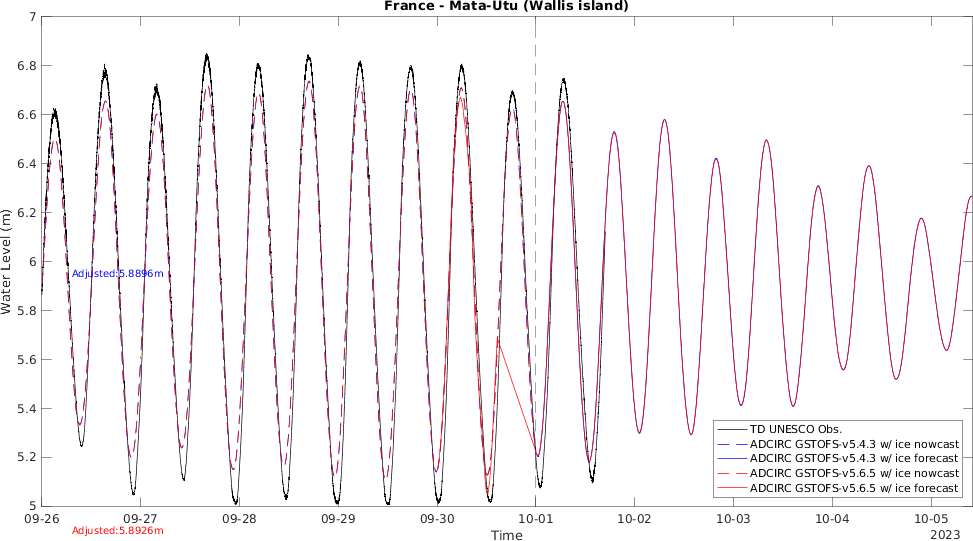 France - Mata-Utu (Wallis island)
7
6.8
6.6
6.4
6.2
6
5.8
5.6
5.4
5.2
5
Water Level (m)
Adjusted:5.8896m
TD UNESCO Obs.
ADCIRC GSTOFS-v5.4.3 w/ ice nowcast
ADCIRC GSTOFS-v5.4.3 w/ ice forecast
ADCIRC GSTOFS-v5.6.5 w/ ice nowcast
ADCIRC GSTOFS-v5.6.5 w/ ice forecast
09-26 09-27 09-28 09-29 09-30 10-01 10-02 10-03 10-04 10-05
Adjusted:5.8926m
Time
2023